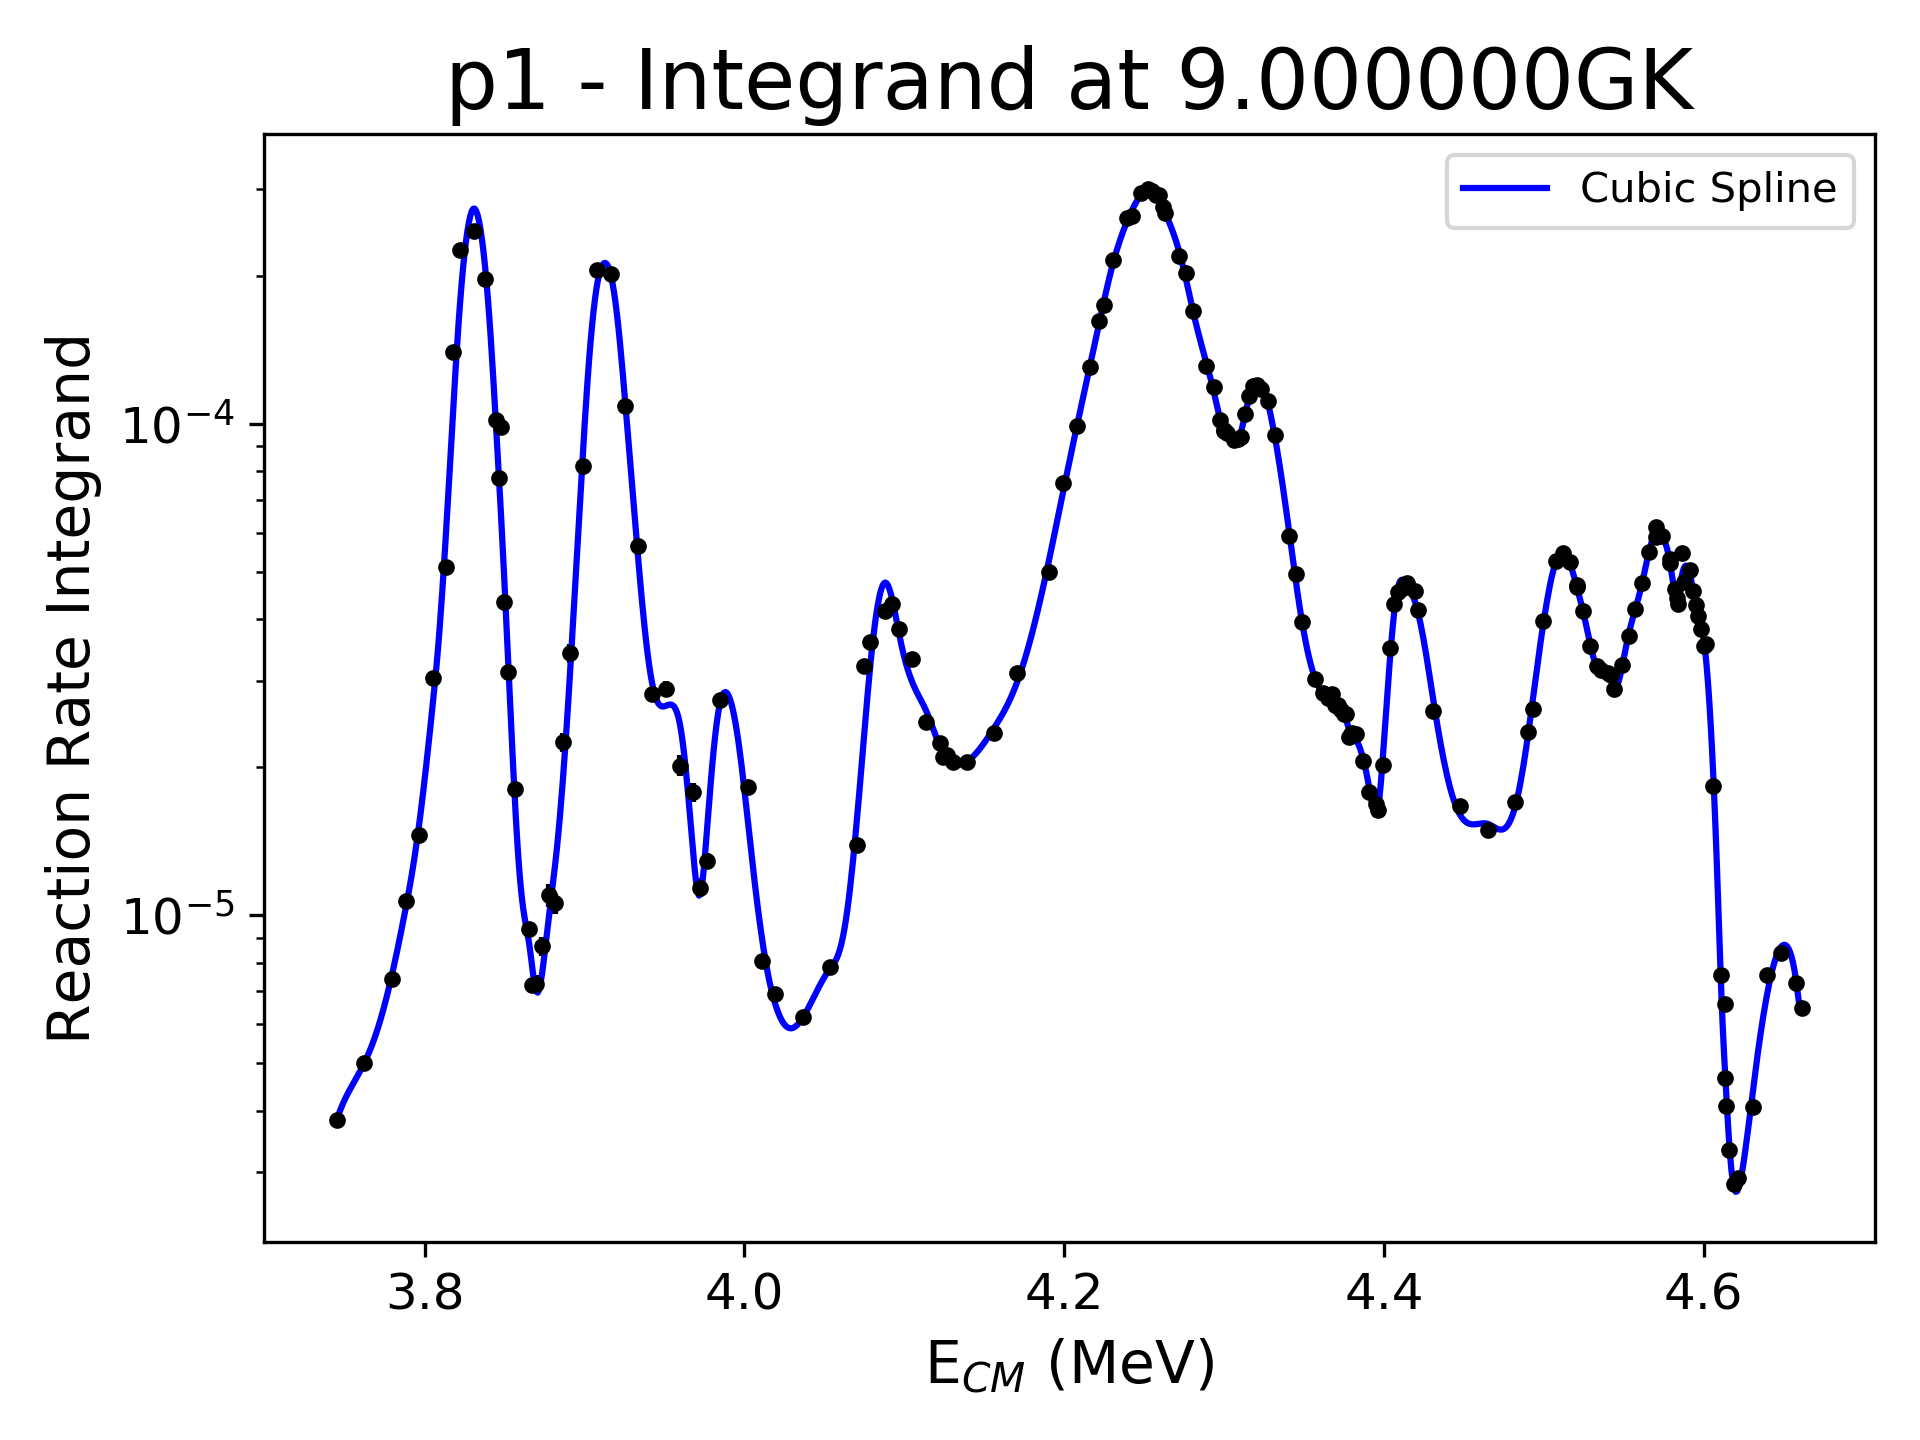 p1 - Integrand at 9.000000GK
Cubic Spline
Reaction Rate Integrand
10⁻⁴
10⁻⁵
3.8 4.0 4.2 4.4 4.6
E_CM (MeV)